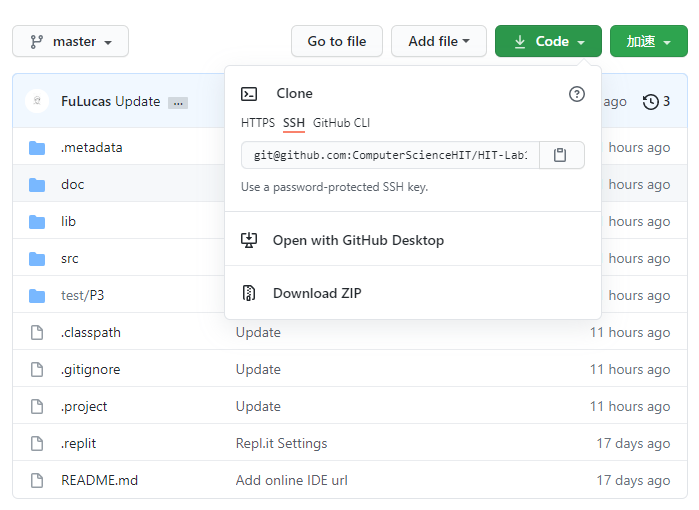 master
Go to file
Add file
Code
加速
FuLucas Update ...
ago
3
Clone
HTTPS SSH GitHub CLI
git@github.com:ComputerScienceHIT/HIT-Lab1
Use a password-protected SSH key.
Open with GitHub Desktop
Download ZIP
.metadata
hours ago
doc
hours ago
lib
hours ago
src
hours ago
test/P3
hours ago
.classpath Update 11 hours ago
.gitignore Update 11 hours ago
.project Update 11 hours ago
.replit Repl.it Settings 17 days ago
README.md Add online IDE url 17 days ago